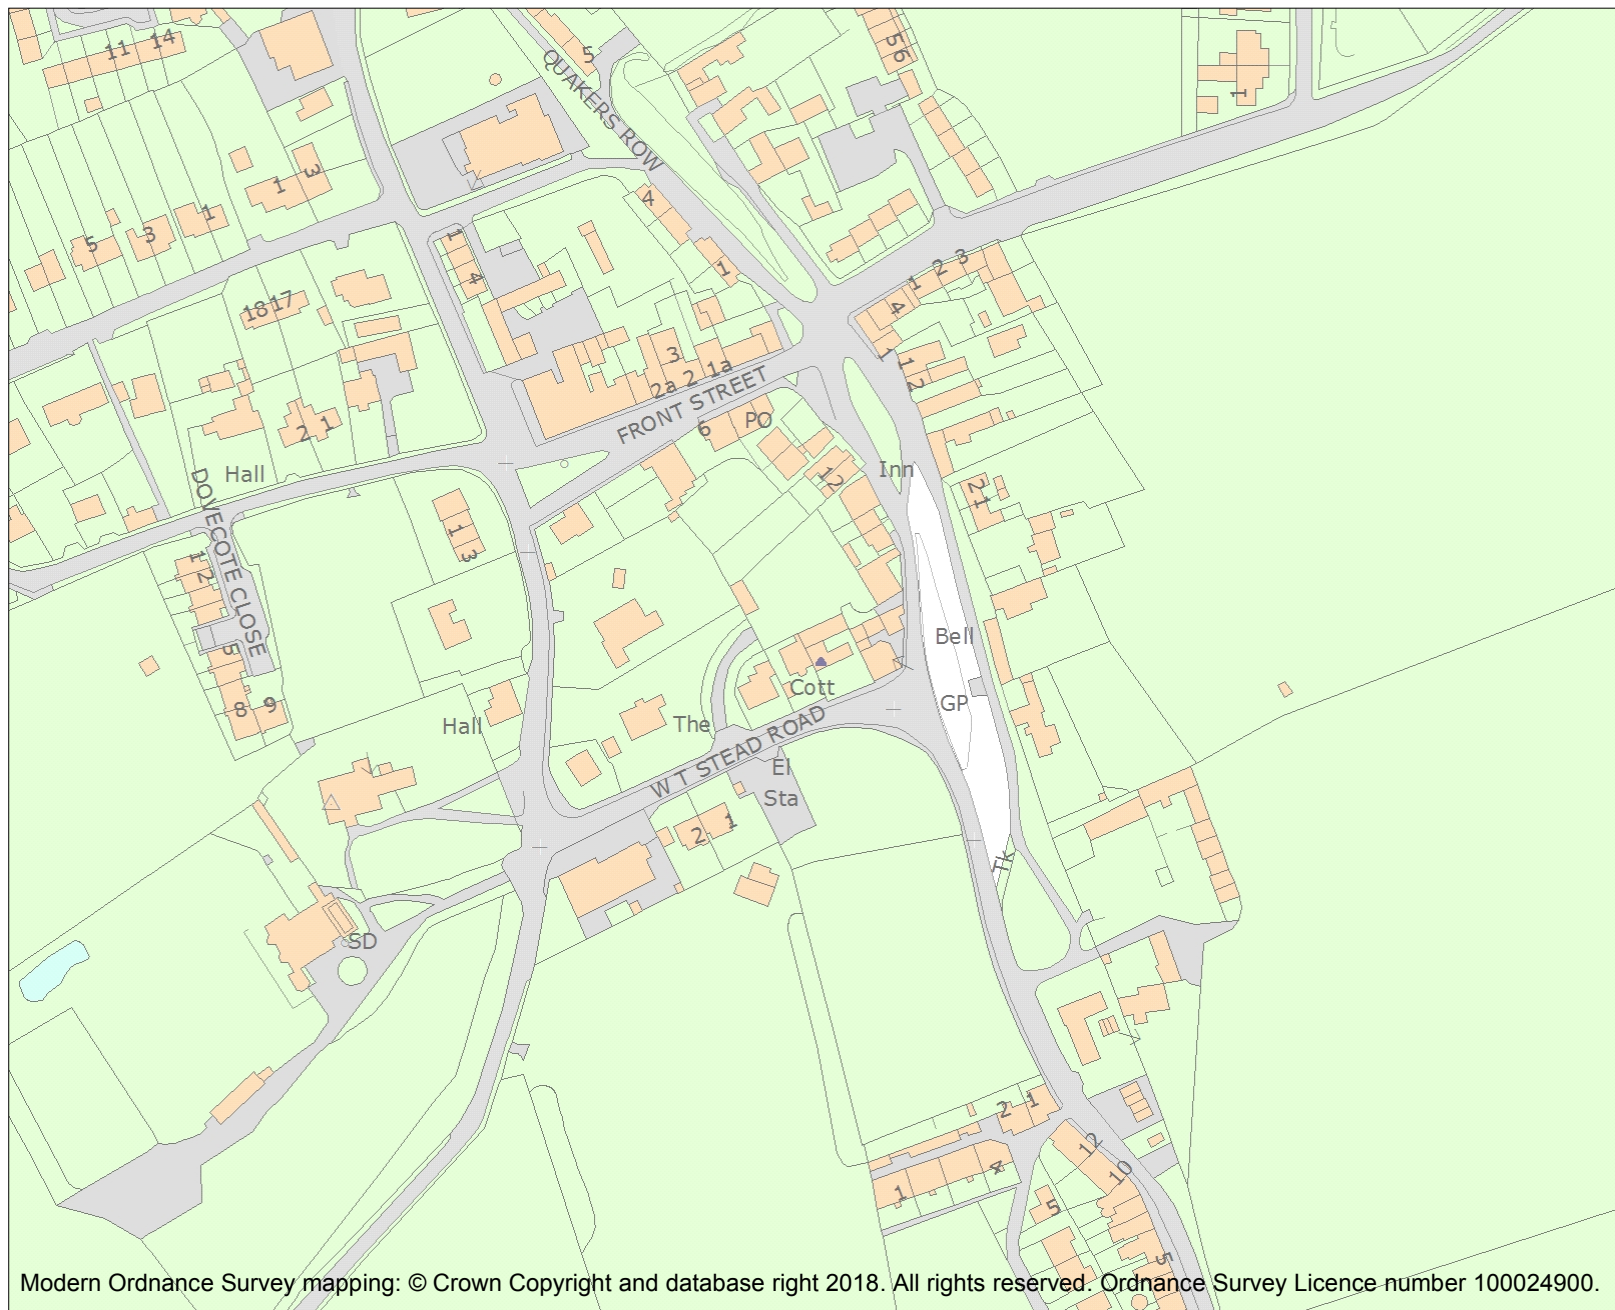 11 14
5
QUAKERS ROW
56
1
3
1
1
3
5
4
1
1
4
1 2 3
4
1
1
2
18 17
3
2a 2 1a
FRONT STREET
6
PO
2 1
12
Inn
Hall
21
DOVECOTE CLOSE
1
3
1
2
5
8
9
Bell
Cott
GP
Hall
The
W T STEAD ROAD
El
Sta
2 1
Tk
SD
2 1
12
10
4
1
5
5
Modern Ordnance Survey mapping: © Crown Copyright and database right 2018. All rights reserved. Ordnance Survey Licence number 100024900.